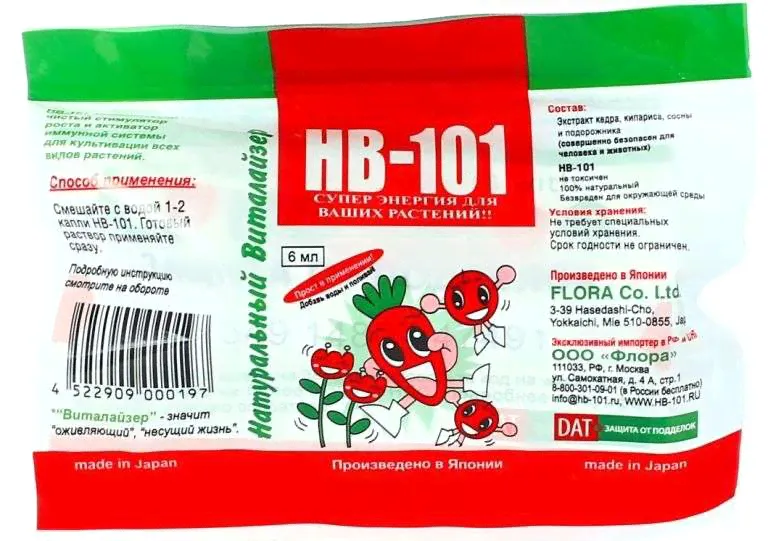 чистый стимулятор
роста и активатор
иммунной системы
для культивации всех
видов растений.
Способ применения:
Смешайте с водой 1-2
капли НВ-101. Готовый
раствор применяйте
сразу.
Подробную инструкцию
смотрите на обороте
4 522909 000197
"Виталайзер" - значит
"оживляющий", "несущий жизнь".
made in Japan
Натуральный Виталайзер
НВ-101
СУПЕР ЭНЕРГИЯ ДЛЯ
ВАШИХ РАСТЕНИЙ!!
6 мл
Прост в применении!
Добавь воды и поливай!
Произведено в Японии
Состав:
Экстракт кедра, кипариса, сосны
и подорожника
(совершенно безопасен для
человека и животных)
НВ-101
не токсичен
100% натуральный
Безвреден для окружающей среды
Условия хранения:
Не требует специальных
условий хранения.
Срок годности не ограничен.
Произведено в Японии
FLORA Co. Ltd
3-39 Hasedashi-Cho,
Yokkaichi, Mie 510-0855, Ja
Эксклюзивный импортер в РФ и
ООО «Флора»
111033, РФ, г. Москва
ул. Самокатная, д. 4 А, стр.1
8-800-301-09-01 (в России бесплатно)
info@hb-101.ru, WWW.HB-101.RU
DAT ЗАЩИТА ОТ ПОДДЕЛОК
made in Japan